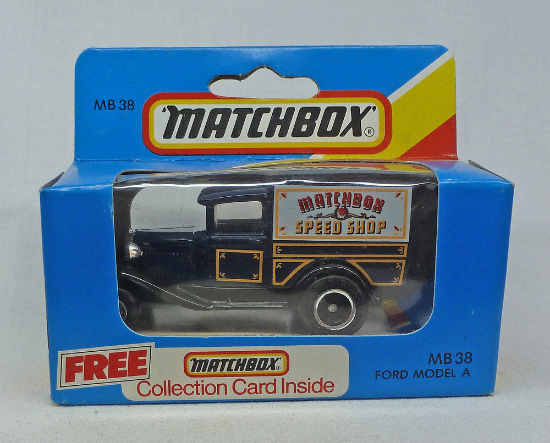 MB 38
'MATCHBOX'®
MATCHBOX
SPEED SHOP
FREE
'MATCHBOX'®
Collection Card Inside
MB 38
FORD MODEL A